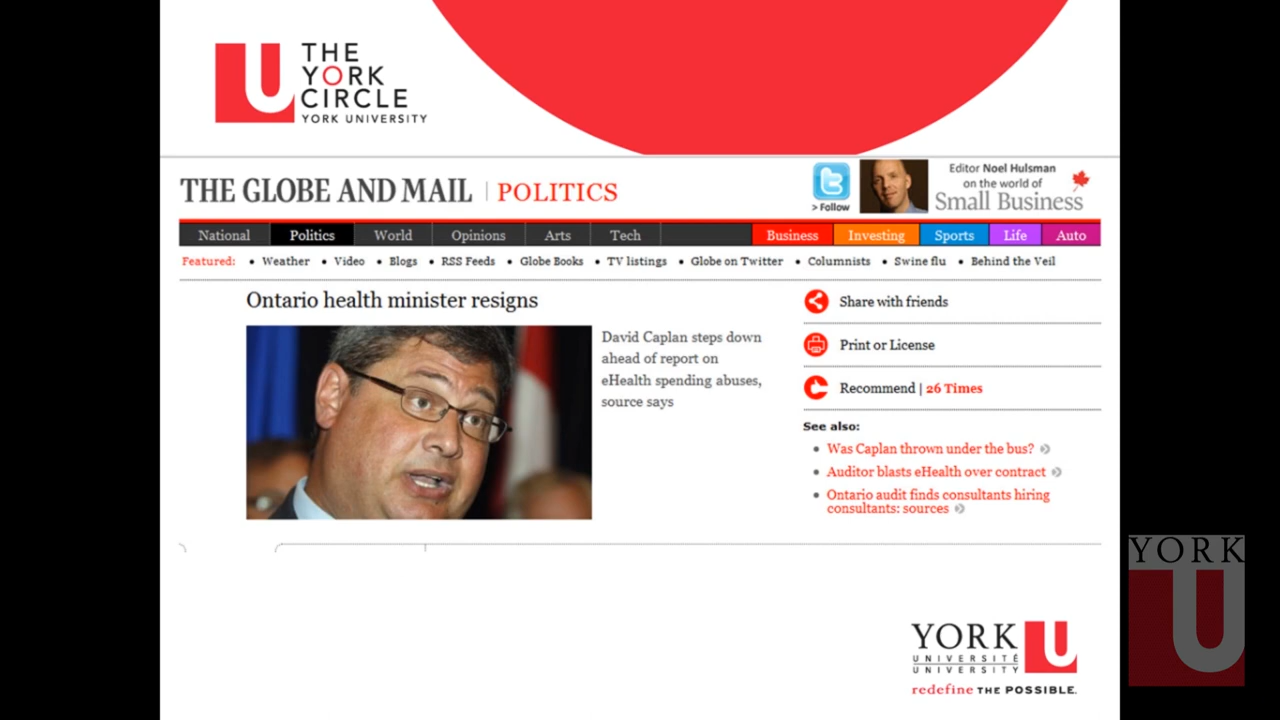 THE
YORK
CIRCLE
YORK UNIVERSITY
THE GLOBE AND MAIL | POLITICS
> Follow
Editor Noel Hulsman
on the world of
Small Business
National Politics World Opinions Arts Tech Business Investing Sports Life Auto
Featured: • Weather • Video • Blogs • RSS Feeds • Globe Books • TV listings • Globe on Twitter • Columnists • Swine flu • Behind the Veil
Ontario health minister resigns
David Caplan steps down
ahead of report on
eHealth spending abuses,
source says
Share with friends
Print or License
Recommend | 26 Times
See also:
• Was Caplan thrown under the bus?
• Auditor blasts eHealth over contract
• Ontario audit finds consultants hiring
consultants: sources
YORK U
UNIVERSITÉ
UNIVERSITY
redefine THE POSSIBLE.
YORK
U